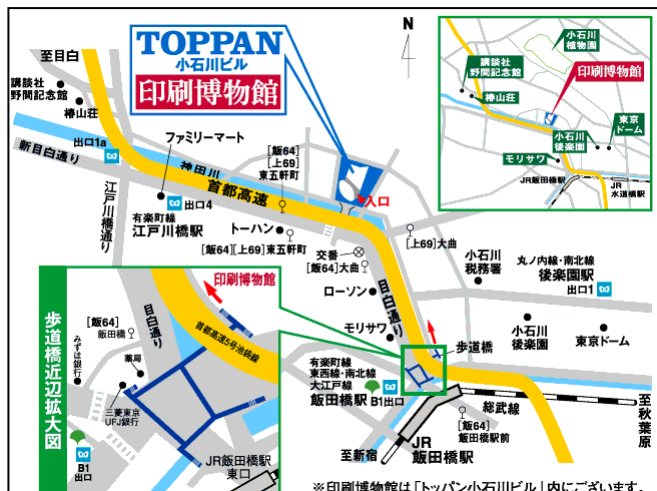 至目白
TOPPAN
小石川ビル
印刷博物館
N
講談社
野間記念館
椿山荘
出口1a
新目白通り
ファミリーマート
神田川
首都高速
[飯64]
[上69]
東五軒町
江戸川橋通り
出口4
有楽町線
江戸川橋駅
トーハン
[飯64][上69]東五軒町
入口
交番
[飯64]大曲
[上69]大曲
目白通り
ローソン
モリサワ
小石川
税務署
丸ノ内線・南北線
後楽園駅
出口1
小石川
後楽園
東京ドーム
歩道橋
有楽町線
東西線・南北線
大江戸線
飯田橋駅
B1出口
総武線
[飯64]
飯田橋駅前
JR
飯田橋駅
至新宿
至秋葉原
小石川
植物園
講談社
野間記念館
椿山荘
印刷博物館
東京
ドーム
小石川
後楽園
モリサワ
JR飯田橋駅
JR
水道橋駅
歩道橋近辺拡大図
印刷博物館
目白通り
首都高速5号池袋線
[飯64]
飯田橋
みずほ銀行
薬局
三菱東京
UFJ銀行
B1
出口
JR飯田橋駅
東口
※印刷博物館は「トッパン小石川ビル」内にございます。